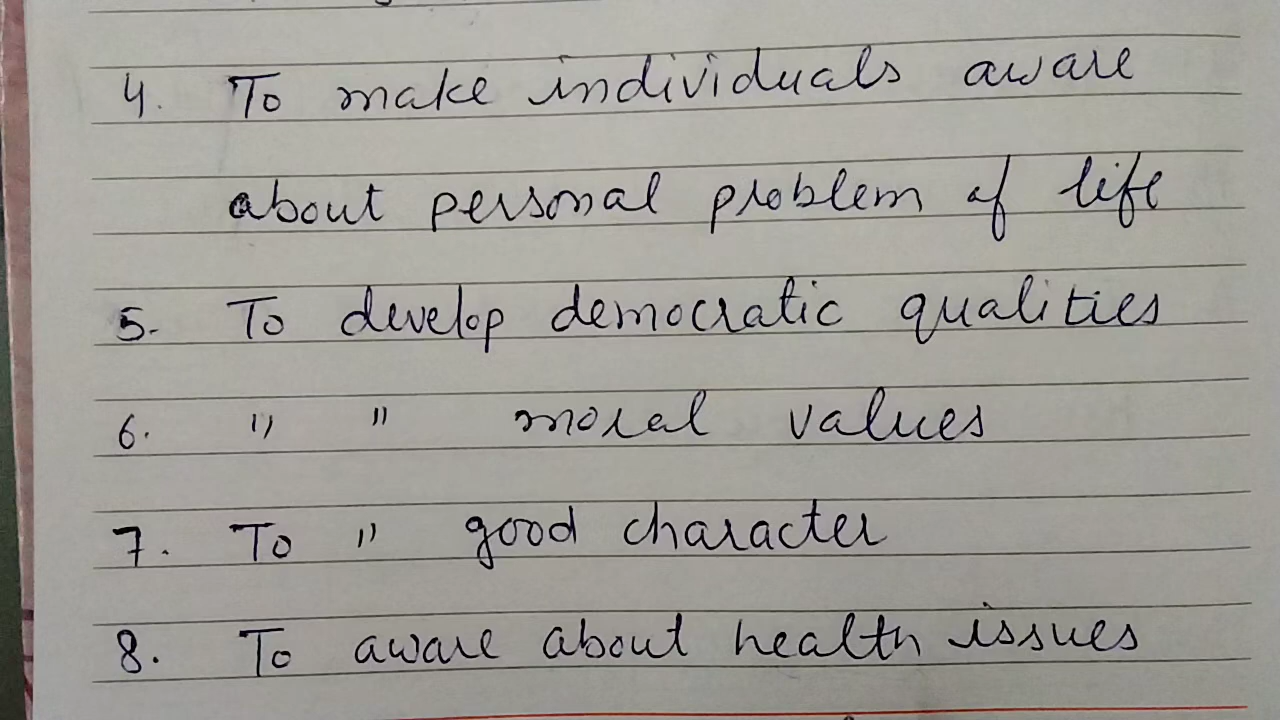 4. To make individuals aware
about personal problem of life
5. To develop democratic qualities
6. " " moral values
7. To " good character
8. To aware about health issues